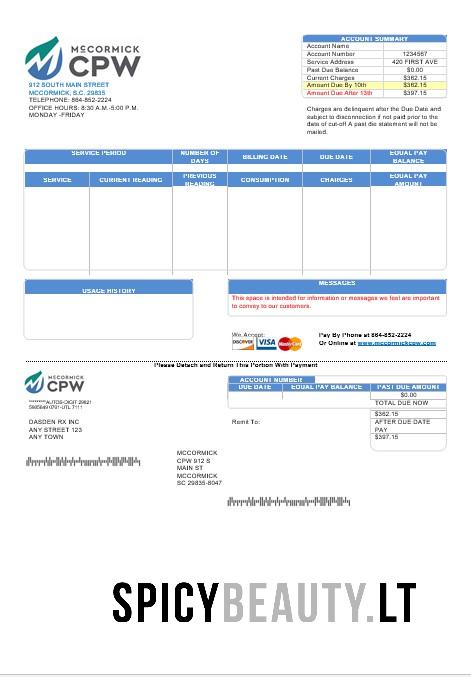 MCCORMICK
CPW
912 SOUTH MAIN STREET
MCCORMICK, S.C. 29835
TELEPHONE: 864-852-2224
OFFICE HOURS: 8:30 A.M.-5:00 P.M.
MONDAY -FRIDAY
ACCOUNT SUMMARY
Account Name
Account Number 1234567
Service Address 420 FIRST AVE
Past Due Balance $0.00
Current Charges $362.15
Amount Due By 10th $362.15
Amount Due After 13th $397.15
Charges are delinquent after the Due Date and
subject to disconnection if not paid prior to the
date of cut-off A past die statement will not be
mailed.
SERVICE PERIOD NUMBER OF DAYS BILLING DATE DUE DATE EQUAL PAY BALANCE
SERVICE CURRENT READING PREVIOUS READING CONSUMPTION CHARGES EQUAL PAY AMOUNT
USAGE HISTORY
MESSAGES
This space is intended for information or messages we feel are important
to convey to our customers.
We Accept:
DISCOVER VISA MasterCard
Pay By Phone at 864-852-2224
Or Online at www.mccormickcpw.com
Please Detach and Return This Portion With Payment
MCCORMICK
CPW
ACCOUNT NUMBER
DUE DATE EQUAL PAY BALANCE PAST DUE AMOUNT
$0.00
TOTAL DUE NOW
$362.15
AFTER DUE DATE
PAY
$397.15
DASDEN RX INC
ANY STREET 123
ANY TOWN
Remit To:
MCCORMICK
CPW 912 S
MAIN ST
MCCORMICK
SC 29835-8047
SPICYBEAUTY.LT